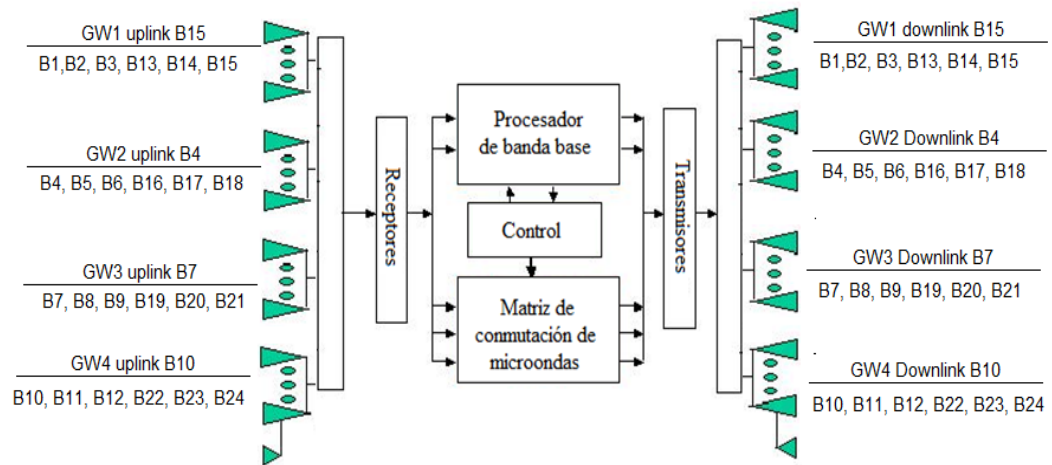 GW1 uplink B15
B1,B2, B3, B13, B14, B15
GW2 uplink B4
B4, B5, B6, B16, B17, B18
GW3 uplink B7
B7, B8, B9, B19, B20, B21
GW4 uplink B10
B10, B11, B12, B22, B23, B24
Receptores
Procesador
de banda base
Control
Matriz de
conmutación de
microondas
Transmisores
GW1 downlink B15
B1,B2, B3, B13, B14, B15
GW2 Downlink B4
B4, B5, B6, B16, B17, B18
GW3 Downlink B7
B7, B8, B9, B19, B20, B21
GW4 Downlink B10
B10, B11, B12, B22, B23, B24